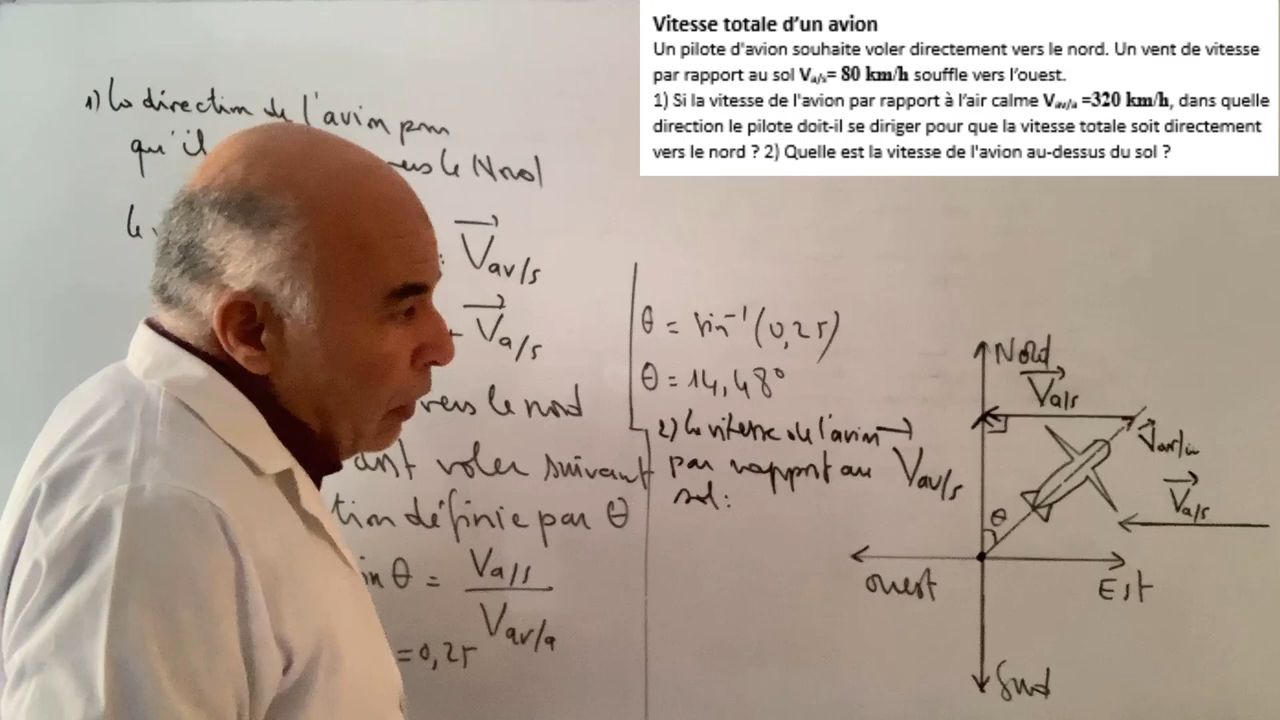 Vitesse totale d'un avion
Un pilote d'avion souhaite voler directement vers le nord. Un vent de vitesse
par rapport au sol Va/s= 80 km/h souffle vers l'ouest.
1) Si la vitesse de l'avion par rapport à l'air calme Vav/a =320 km/h, dans quelle
direction le pilote doit-il se diriger pour que la vitesse totale soit directement
vers le nord ? 2) Quelle est la vitesse de l'avion au-dessus du sol ?
1) La direction de l'avion pour
qu'il vers le Nord
le
Vav/s
+ Va/s
vers le nord
voler suivant
définie par θ
θ = Va/s
Vav/a
=0,25
θ = sin⁻¹(0,25)
θ = 14,48°
2) La vitesse de l'avion
par rapport au Vav/s
sol:
Nord
Va/s
Vav/a
Va/s
θ
ouest
Est
Sud